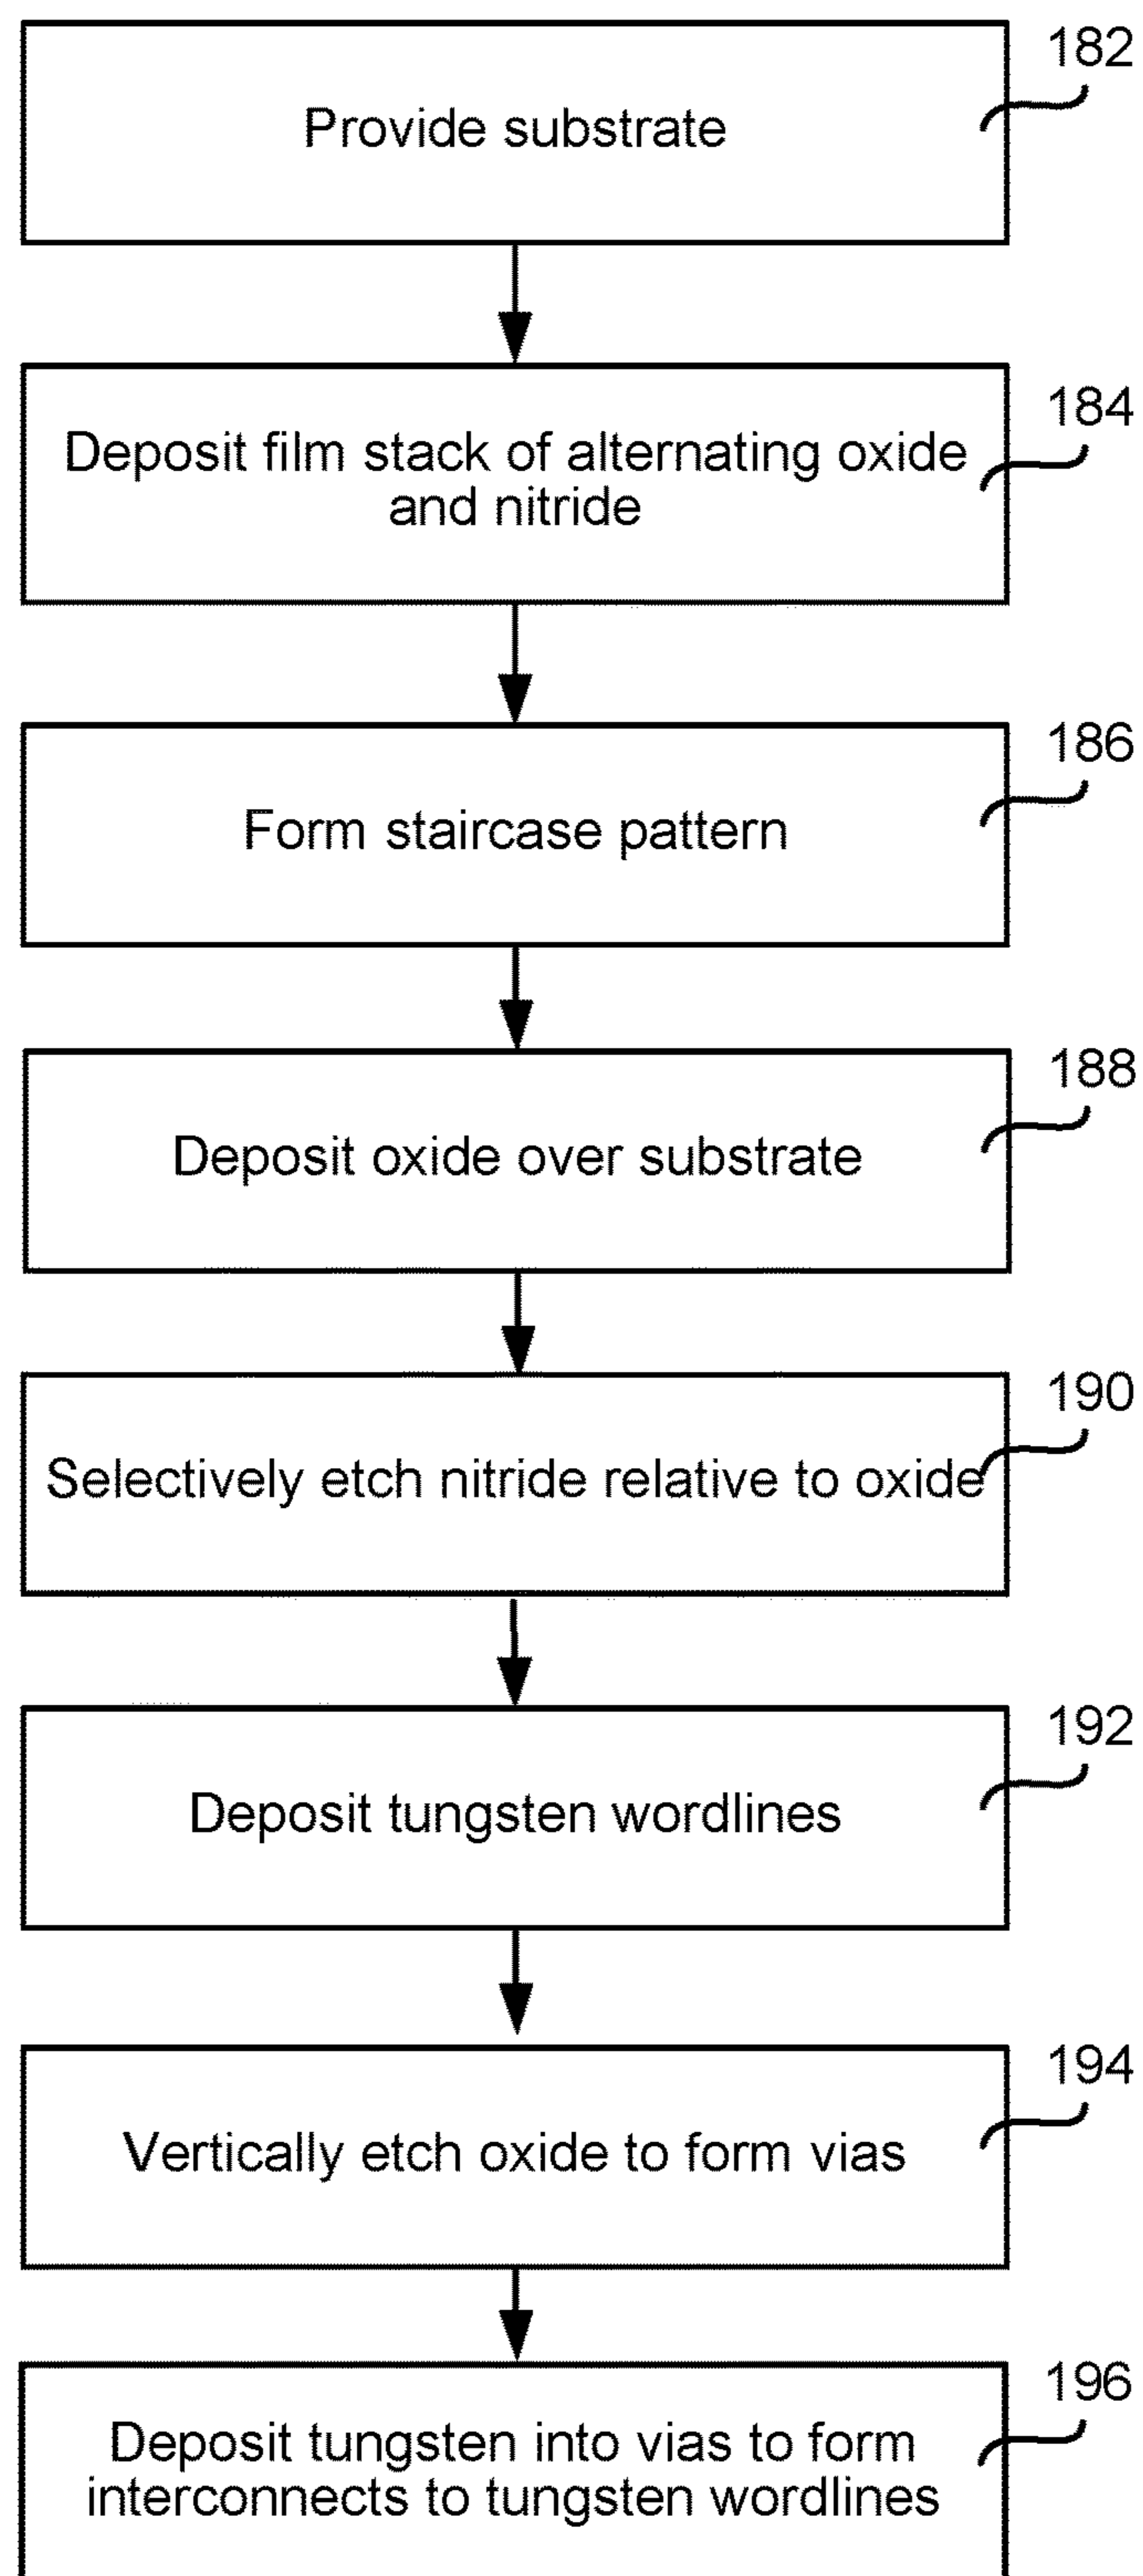 182
Provide substrate
184
Deposit film stack of alternating oxide
and nitride
186
Form staircase pattern
188
Deposit oxide over substrate
190
Selectively etch nitride relative to oxide
192
Deposit tungsten wordlines
194
Vertically etch oxide to form vias
196
Deposit tungsten into vias to form
interconnects to tungsten wordlines